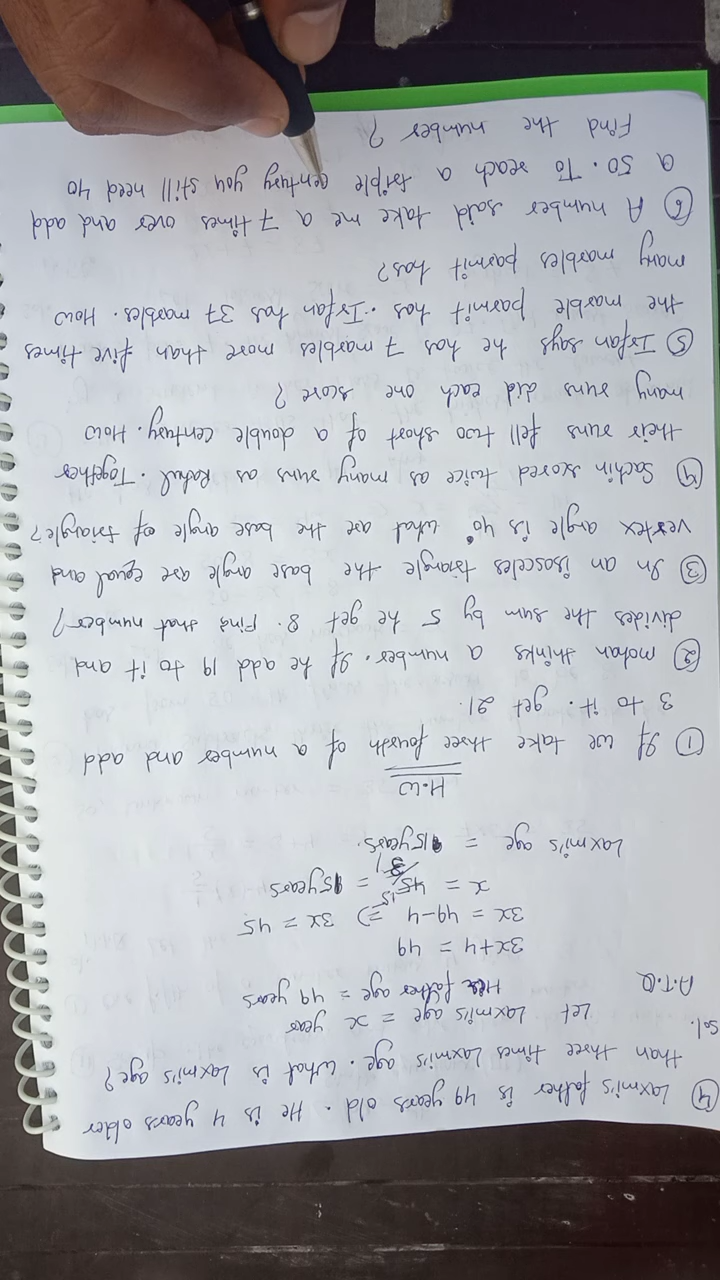 ④ Laxmi's father is 49 years old. He is 4 years older
than three times Laxmi's age. What is Laxmi's age?
Sol. Let Laxmi's age = x year
A.T.Q father age = 49 years
3x+4 = 49
3x = 49-4 ⇒ 3x = 45
x = 45/3 = 15years
Laxmi's age = 15years.
H.W
① If we take three fourth of a number and add
3 to it. get 21.
② mohan thinks a number. If he add 19 to it and
divides the sum by 5 he get 8. Find that number?
③ In an isosceles triangle the base angle are equal and
vertex angle is 40° what are the base angle of triangle?
④ Sachin scored twice as many runs as Rahul. Together
their runs fell two short of a double century. How
many runs did each one score?
⑤ Irfan says he has 7 marbles more than five times
the marble parmit has. Irfan has 37 marbles. How
many marbles parmit has?
⑥ A number said take me a 7 times over and add
a 50. To reach a triple century you still need 40
Find the number?